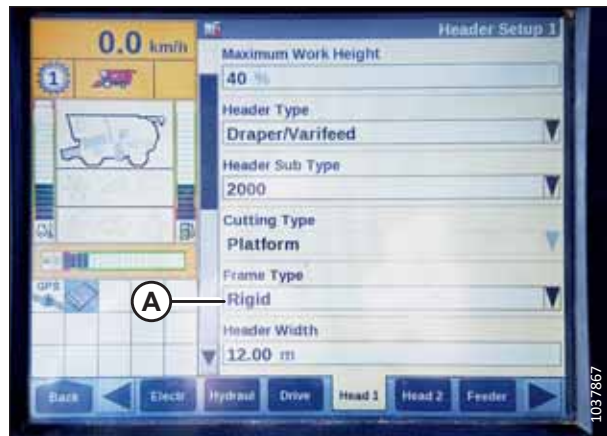 0.0 km/h
Header Setup 1
1
Maximum Work Height
40 %
Header Type
Draper/Varifeed
Header Sub Type
2000
Cutting Type
Platform
Frame Type
GPS
A
Rigid
Header Width
12.00 m
Back
Electr
Hydraul
Drive
Head 1
Head 2
Feeder
1037867